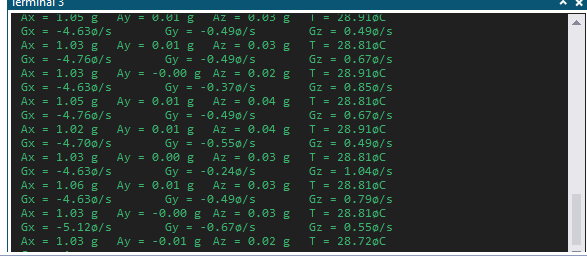 Terminal 3
Ax = 1.05 g Ay = 0.01 g Az = 0.03 g T = 28.91øC
Gx = -4.63ø/s Gy = -0.49ø/s Gz = 0.49ø/s
Ax = 1.03 g Ay = 0.01 g Az = 0.03 g T = 28.81øC
Gx = -4.76ø/s Gy = -0.49ø/s Gz = 0.67ø/s
Ax = 1.03 g Ay = -0.00 g Az = 0.02 g T = 28.91øC
Gx = -4.63ø/s Gy = -0.37ø/s Gz = 0.85ø/s
Ax = 1.05 g Ay = 0.01 g Az = 0.04 g T = 28.81øC
Gx = -4.76ø/s Gy = -0.49ø/s Gz = 0.67ø/s
Ax = 1.02 g Ay = 0.01 g Az = 0.04 g T = 28.91øC
Gx = -4.70ø/s Gy = -0.55ø/s Gz = 0.49ø/s
Ax = 1.03 g Ay = 0.00 g Az = 0.03 g T = 28.81øC
Gx = -4.63ø/s Gy = -0.24ø/s Gz = 1.04ø/s
Ax = 1.06 g Ay = 0.01 g Az = 0.03 g T = 28.81øC
Gx = -4.63ø/s Gy = -0.49ø/s Gz = 0.79ø/s
Ax = 1.03 g Ay = -0.00 g Az = 0.03 g T = 28.81øC
Gx = -5.12ø/s Gy = -0.67ø/s Gz = 0.55ø/s
Ax = 1.03 g Ay = -0.01 g Az = 0.02 g T = 28.72øC